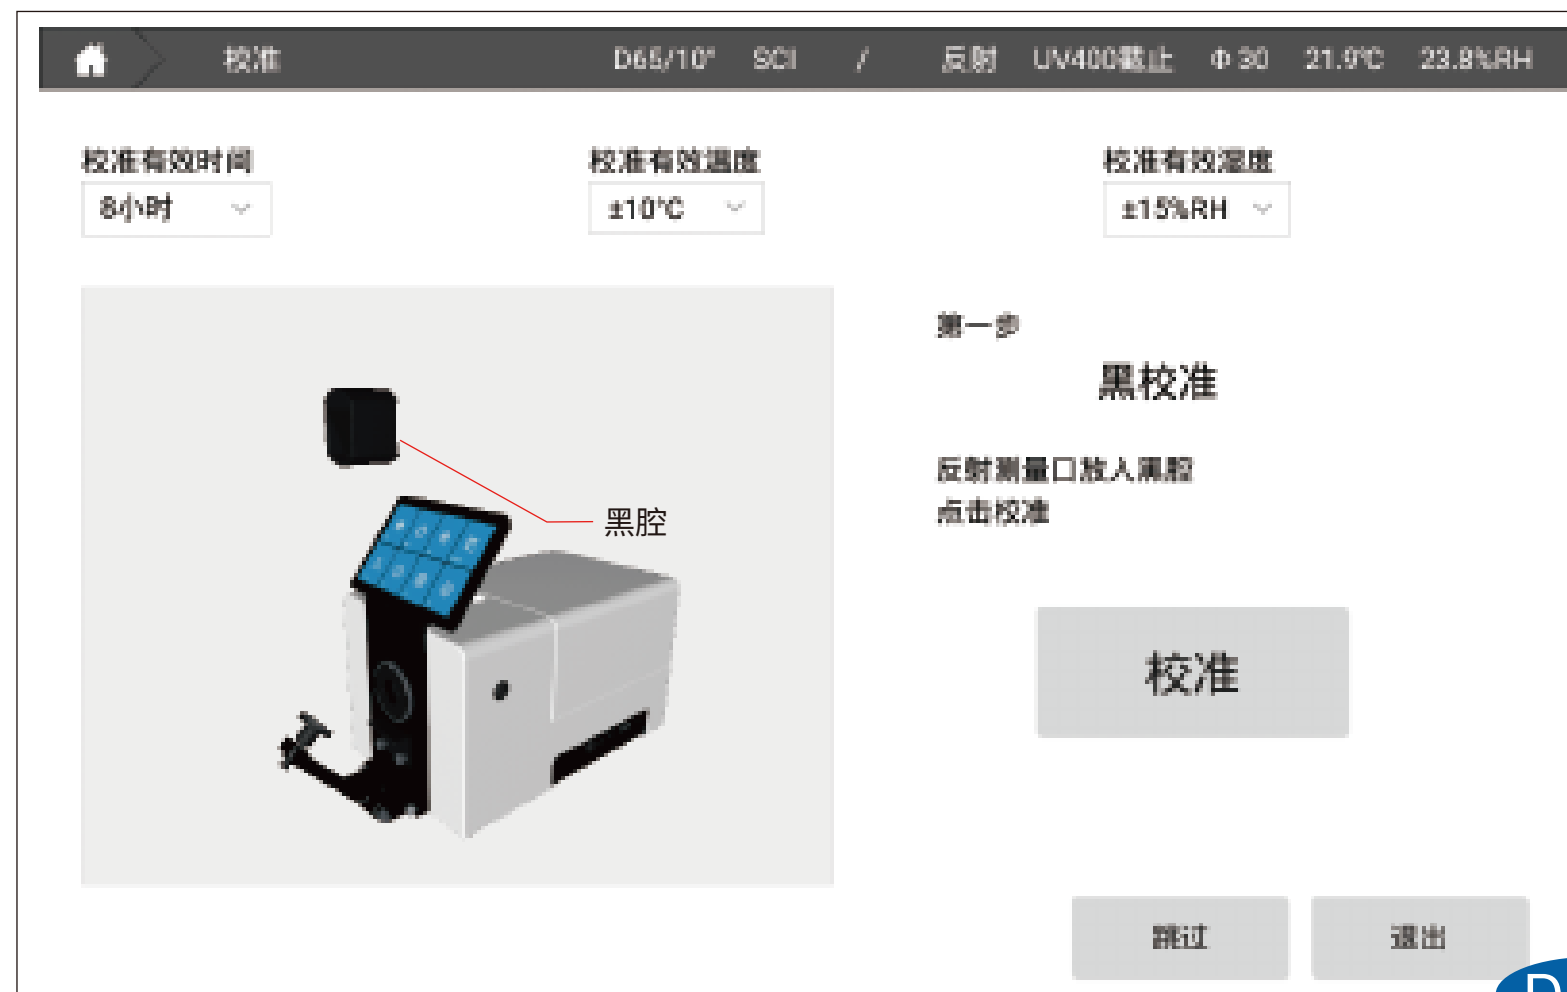 校准 D65/10° SCI / 反射 UV400截止 Φ30 21.9℃ 23.8%RH
校准有效时间 校准有效温度 校准有效湿度
8小时 ±10℃ ±15%RH
第一步
黑校准
反射测量口放入黑腔
点击校准
黑腔
校准
跳过 退出